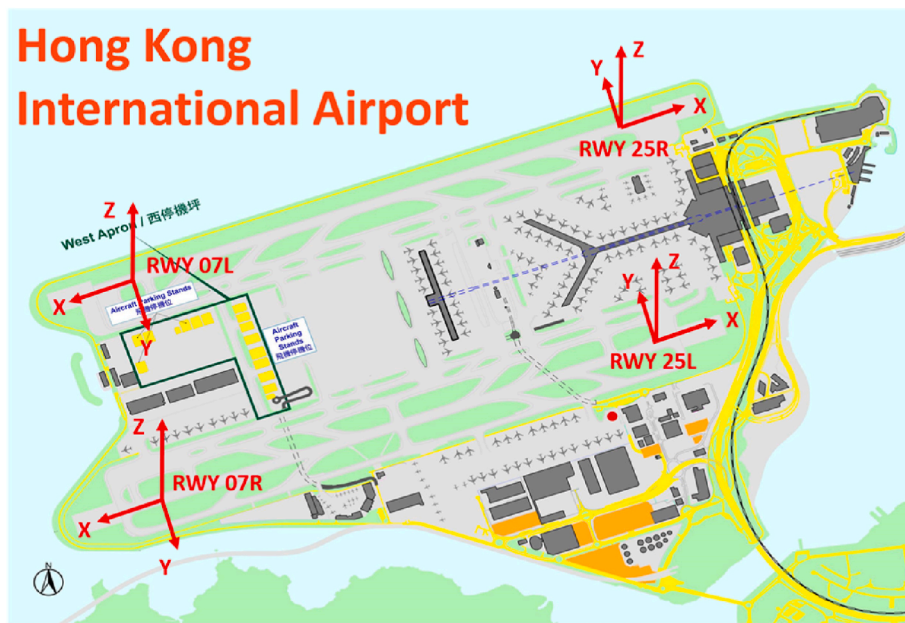 Hong Kong
International Airport
Z
Y
X
RWY 25R
Z
West Apron / 西停機坪
RWY 07L
X
Aircraft Parking Stands
飛機停機位
Y
Aircraft
Parking
Stands
飛機停機位
Z
Y
X
RWY 25L
Z
RWY 07R
X
Y
N